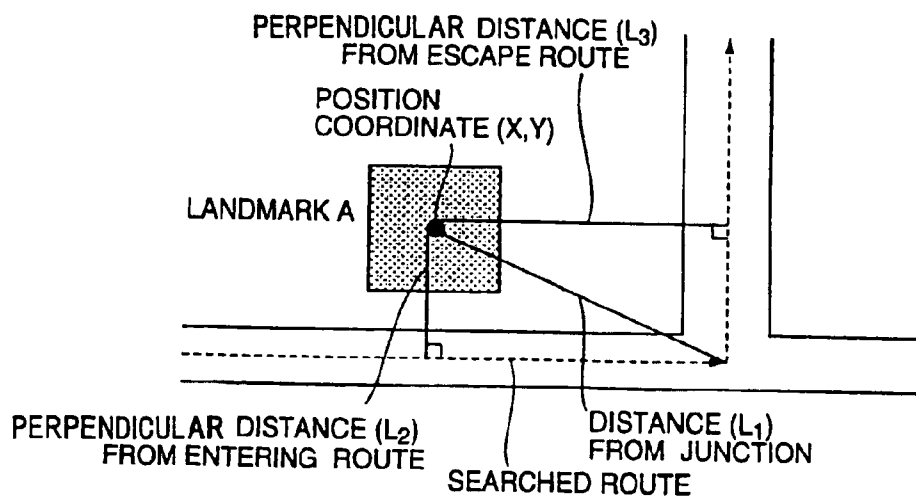 PERPENDICULAR DISTANCE (L₃)
FROM ESCAPE ROUTE
POSITION
COORDINATE (X,Y)
LANDMARK A
PERPENDICULAR DISTANCE (L₂)
FROM ENTERING ROUTE
DISTANCE (L₁)
FROM JUNCTION
SEARCHED ROUTE